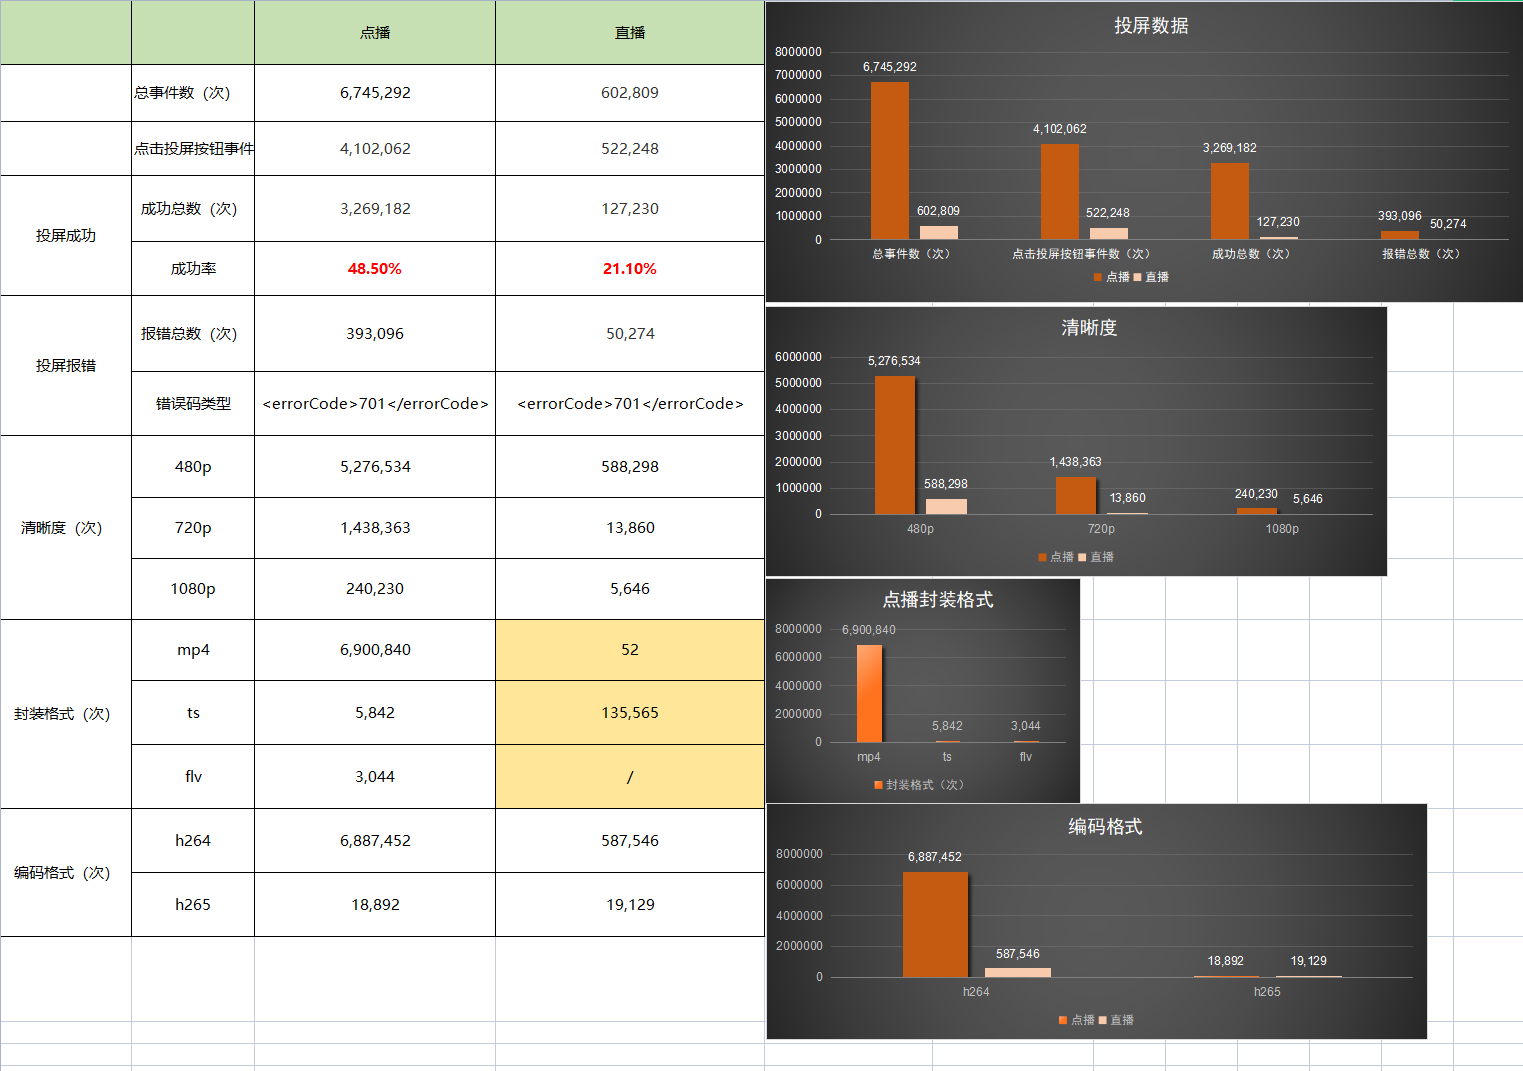 点播 直播
总事件数（次） 6,745,292 602,809
点击投屏按钮事件 4,102,062 522,248
投屏成功
成功总数（次） 3,269,182 127,230
成功率 48.50% 21.10%
投屏报错
报错总数（次） 393,096 50,274
错误码类型 <errorCode>701</errorCode> <errorCode>701</errorCode>
清晰度（次）
480p 5,276,534 588,298
720p 1,438,363 13,860
1080p 240,230 5,646
封装格式（次）
mp4 6,900,840 52
ts 5,842 135,565
flv 3,044 /
编码格式（次）
h264 6,887,452 587,546
h265 18,892 19,129
投屏数据
8000000
7000000
6000000
5000000
4000000
3000000
2000000
1000000
0
6,745,292
602,809
4,102,062
522,248
3,269,182
127,230
393,096
50,274
总事件数（次） 点击投屏按钮事件数（次） 成功总数（次） 报错总数（次）
点播 直播
清晰度
6000000
5000000
4000000
3000000
2000000
1000000
0
5,276,534
588,298
1,438,363
13,860
240,230
5,646
480p 720p 1080p
点播 直播
点播封装格式
8000000
6000000
4000000
2000000
0
6,900,840
5,842
3,044
mp4 ts flv
封装格式（次）
编码格式
8000000
6000000
4000000
2000000
0
6,887,452
587,546
18,892
19,129
h264 h265
点播 直播